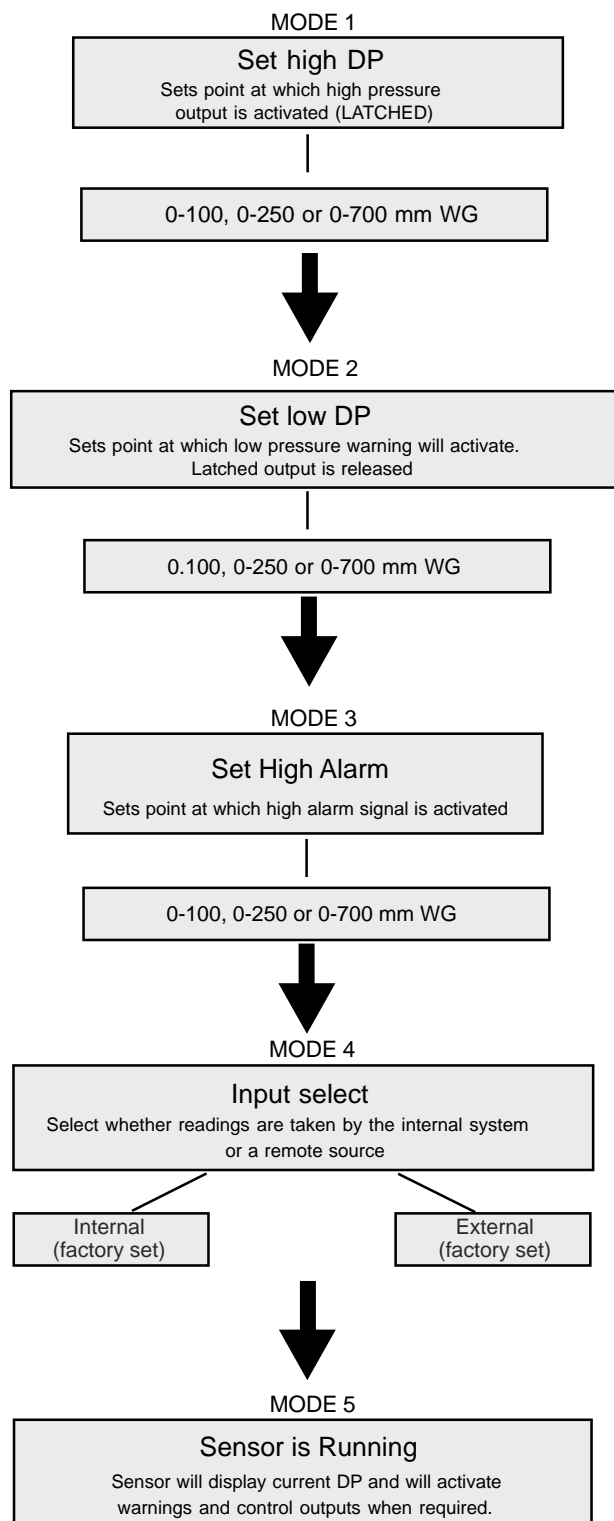 MODE 1
Set high DP
Sets point at which high pressure
output is activated (LATCHED)
0-100, 0-250 or 0-700 mm WG
MODE 2
Set low DP
Sets point at which low pressure warning will activate.
Latched output is released
0.100, 0-250 or 0-700 mm WG
MODE 3
Set High Alarm
Sets point at which high alarm signal is activated
0-100, 0-250 or 0-700 mm WG
MODE 4
Input select
Select whether readings are taken by the internal system
or a remote source
Internal
(factory set)
External
(factory set)
MODE 5
Sensor is Running
Sensor will display current DP and will activate
warnings and control outputs when required.